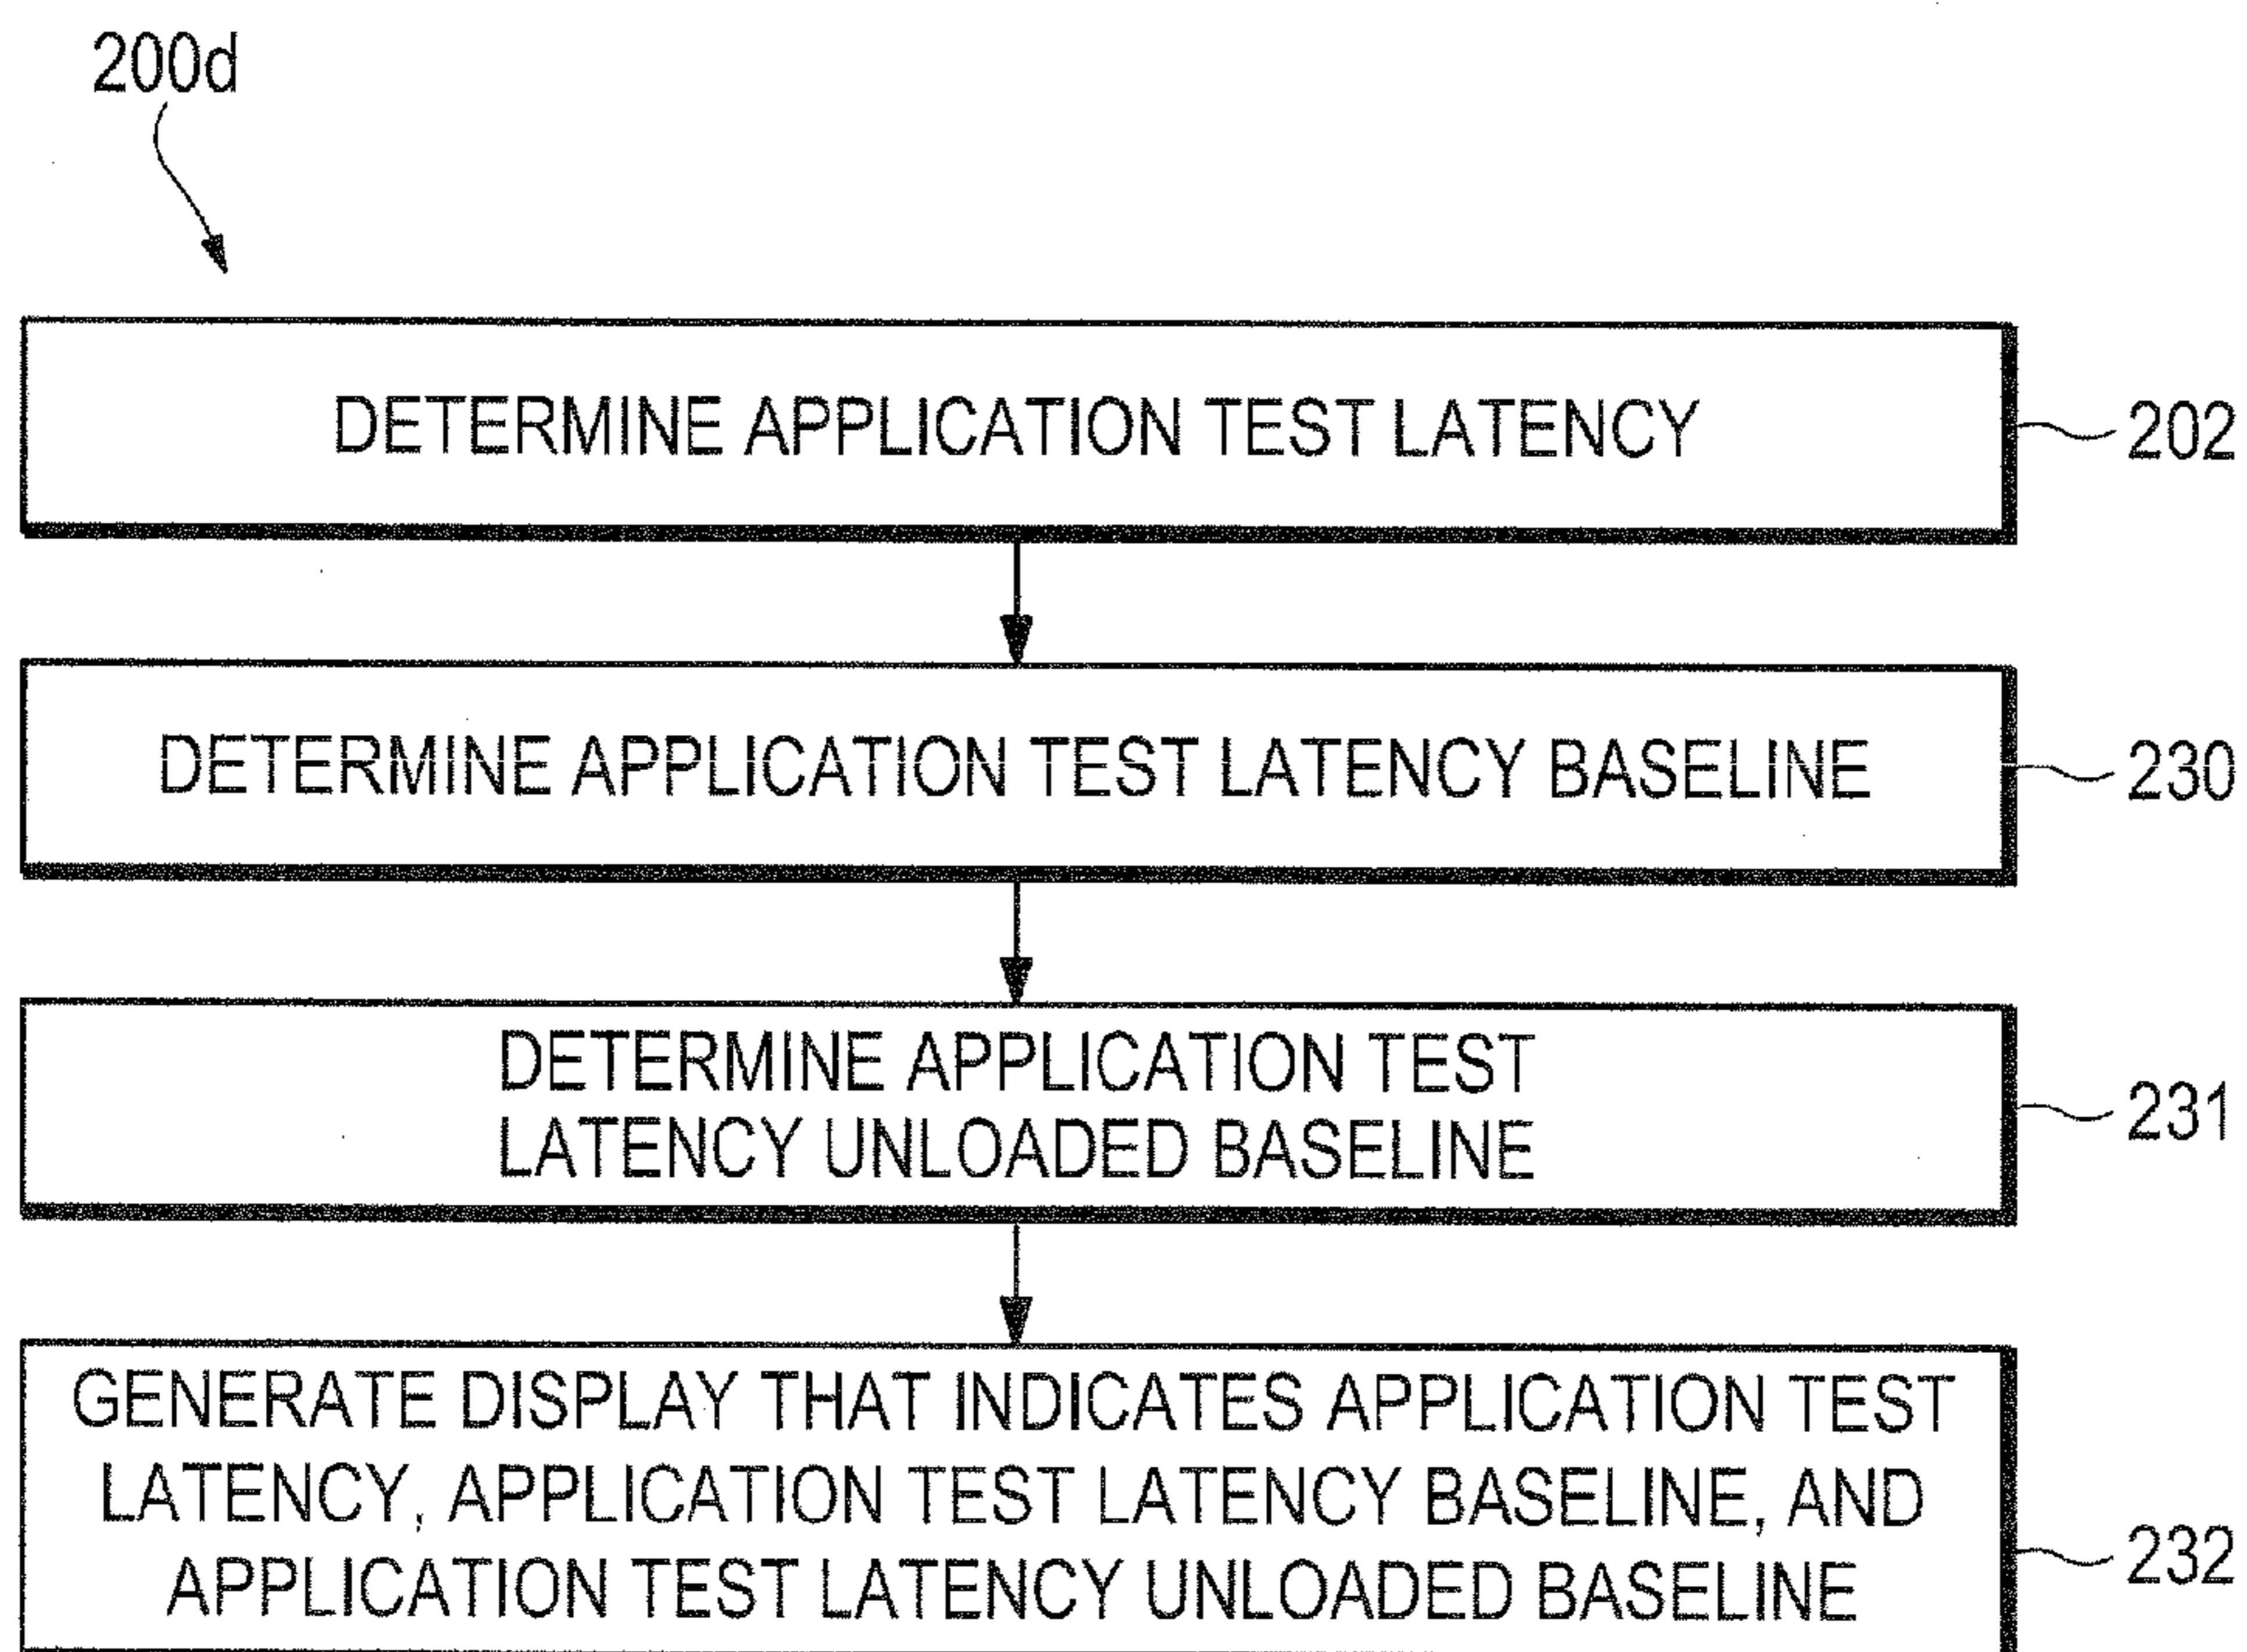 200d
DETERMINE APPLICATION TEST LATENCY
202
DETERMINE APPLICATION TEST LATENCY BASELINE
230
DETERMINE APPLICATION TEST
LATENCY UNLOADED BASELINE
231
GENERATE DISPLAY THAT INDICATES APPLICATION TEST
LATENCY, APPLICATION TEST LATENCY BASELINE, AND
APPLICATION TEST LATENCY UNLOADED BASELINE
232